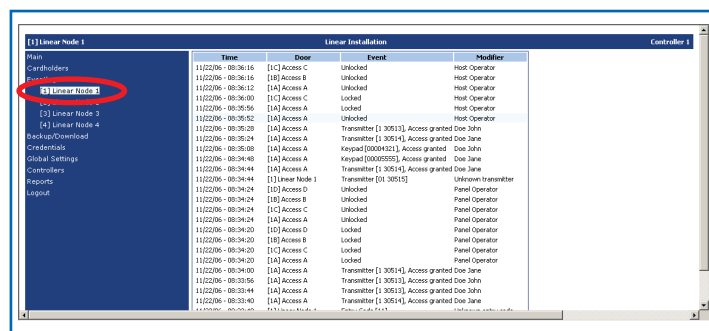 [1] Linear Node 1 Linear Installation Controller 1
Main
Cardholders
[1] Linear Node 1
[3] Linear Node 3
[4] Linear Node 4
Backup/Download
Credentials
Global Settings
Controllers
Reports
Logout
Time Door Event Modifier
11/22/06 - 08:36:16 [1C] Access C Unlocked Host Operator
11/22/06 - 08:36:16 [1B] Access B Unlocked Host Operator
11/22/06 - 08:36:12 [1A] Access A Unlocked Host Operator
11/22/06 - 08:36:00 [1C] Access C Locked Host Operator
11/22/06 - 08:35:56 [1A] Access A Locked Host Operator
11/22/06 - 08:35:52 [1A] Access A Unlocked Host Operator
11/22/06 - 08:35:28 [1A] Access A Transmitter [1 30513], Access granted Doe John
11/22/06 - 08:35:24 [1A] Access A Transmitter [1 30514], Access granted Doe Jane
11/22/06 - 08:35:08 [1A] Access A Keypad [00004321], Access granted Doe John
11/22/06 - 08:34:48 [1A] Access A Keypad [00005555], Access granted Doe Jane
11/22/06 - 08:34:44 [1A] Access A Transmitter [1 30514], Access granted Doe Jane
11/22/06 - 08:34:44 [1] Linear Node 1 Transmitter [01 30515] Unknown transmitter
11/22/06 - 08:34:24 [1D] Access D Unlocked Panel Operator
11/22/06 - 08:34:24 [1B] Access B Unlocked Panel Operator
11/22/06 - 08:34:24 [1C] Access C Unlocked Panel Operator
11/22/06 - 08:34:24 [1A] Access A Unlocked Panel Operator
11/22/06 - 08:34:20 [1D] Access D Locked Panel Operator
11/22/06 - 08:34:20 [1B] Access B Locked Panel Operator
11/22/06 - 08:34:20 [1C] Access C Locked Panel Operator
11/22/06 - 08:34:20 [1A] Access A Locked Panel Operator
11/22/06 - 08:34:00 [1A] Access A Transmitter [1 30514], Access granted Doe Jane
11/22/06 - 08:33:56 [1A] Access A Transmitter [1 30513], Access granted Doe John
11/22/06 - 08:33:44 [1A] Access A Transmitter [1 30513], Access granted Doe John
11/22/06 - 08:33:40 [1A] Access A Transmitter [1 30514], Access granted Doe Jane